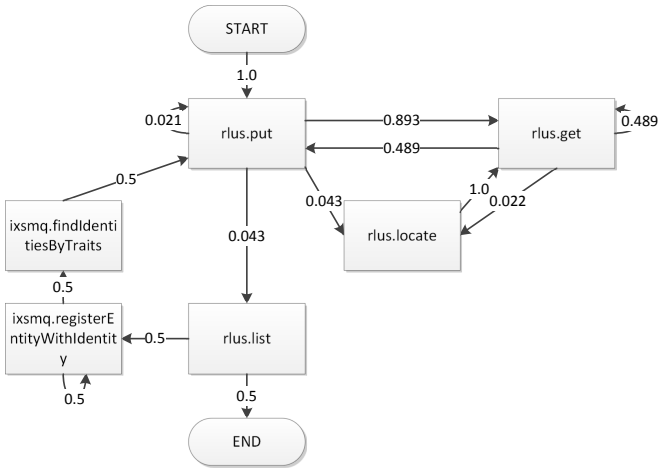 START
1.0
0.021
rlus.put
0.893
0.489
rlus.get
0.489
0.5
0.043
0.043
1.0
0.022
rlus.locate
ixsmq.findIdenti
tiesByTraits
0.5
ixsmq.registerE
ntityWithIdentit
y
0.5
0.5
rlus.list
0.5
END